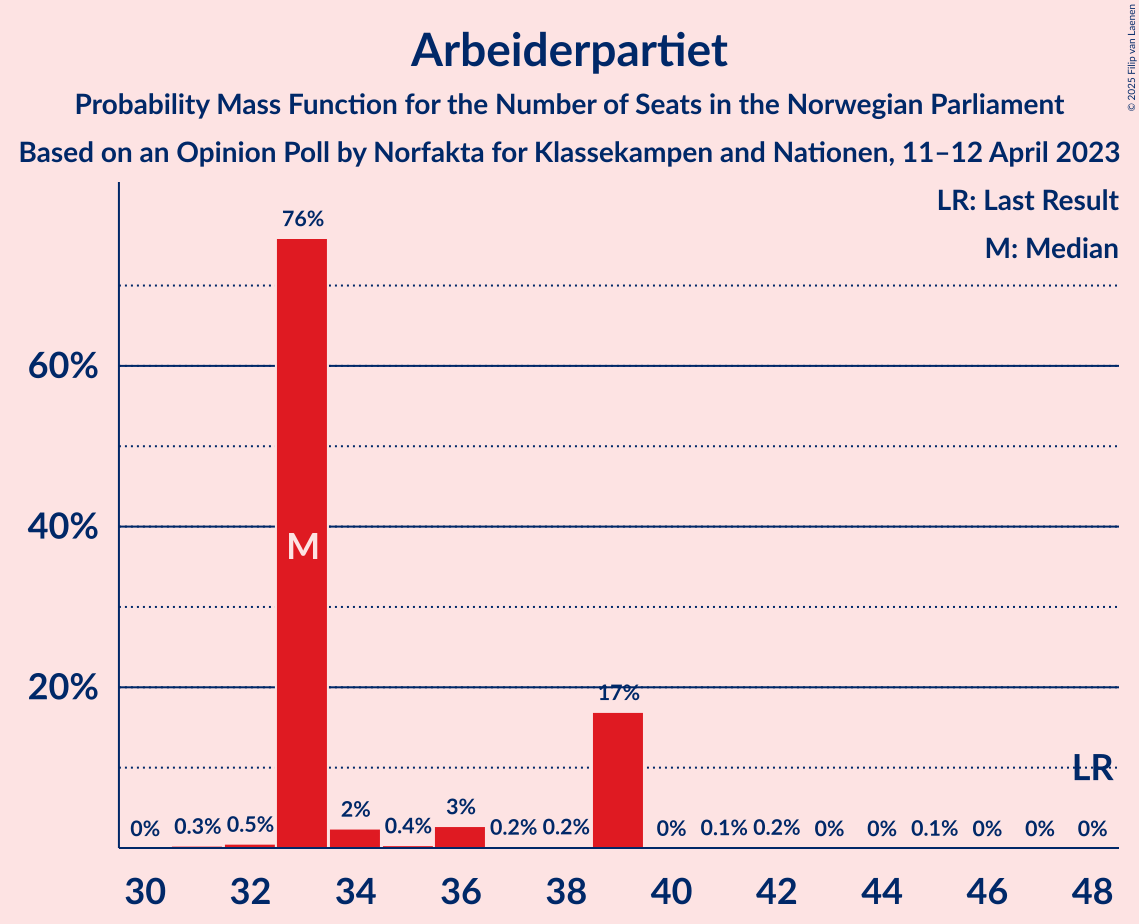 Arbeiderpartiet
Probability Mass Function for the Number of Seats in the Norwegian Parliament
Based on an Opinion Poll by Norfakta for Klassekampen and Nationen, 11–12 April 2023
© 2025 Filip van Laenen
LR: Last Result
M: Median
60%
40%
20%
0% 0.3% 0.5% 76% 2% 0.4% 3% 0.2% 0.2% 17% 0% 0.1% 0.2% 0% 0% 0.1% 0% 0% 0%
M
LR
30 32 34 36 38 40 42 44 46 48